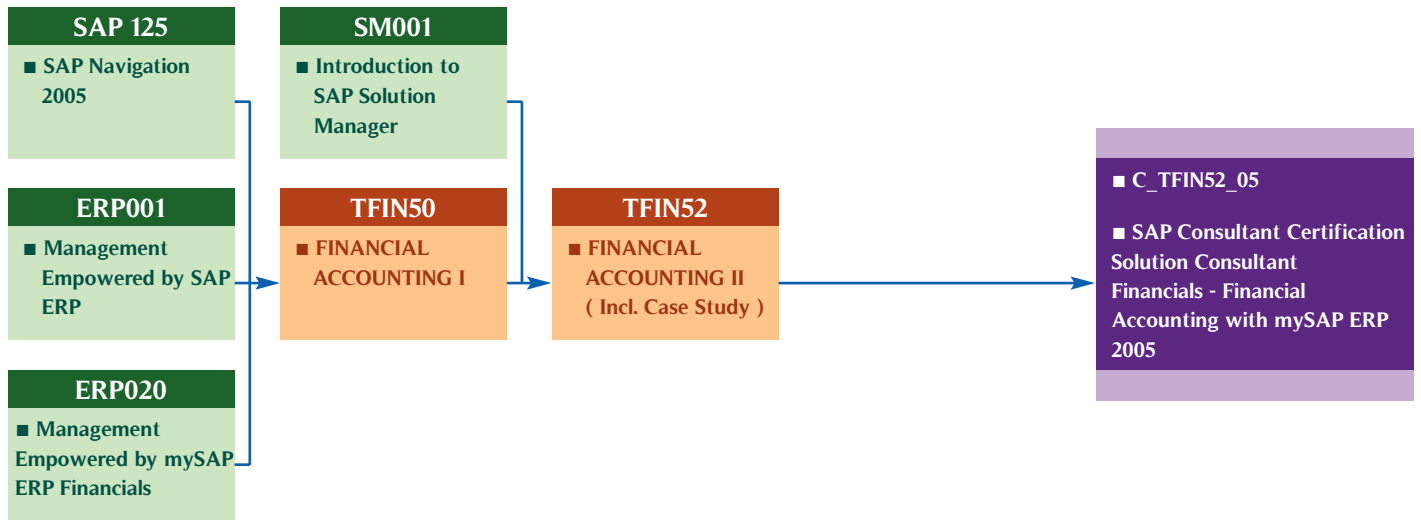 SAP 125
■ SAP Navigation
2005
SM001
■ Introduction to
SAP Solution
Manager
ERP001
■ Management
Empowered by SAP
ERP
TFIN50
■ FINANCIAL
ACCOUNTING I
TFIN52
■ FINANCIAL
ACCOUNTING II
( Incl. Case Study )
■ C_TFIN52_05
■ SAP Consultant Certification
Solution Consultant
Financials - Financial
Accounting with mySAP ERP
2005
ERP020
■ Management
Empowered by mySAP
ERP Financials